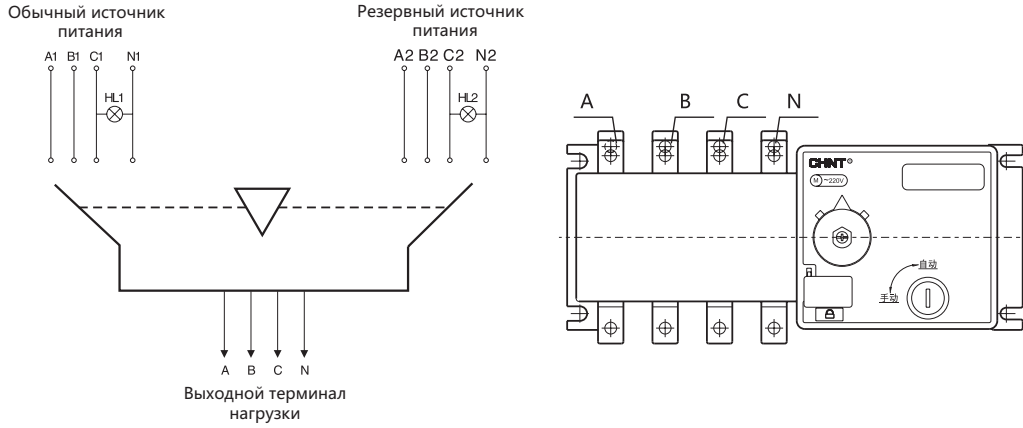 Обычный источник
питания
A1 B1 C1 N1
HL1
Резервный источник
питания
A2 B2 C2 N2
HL2
A B C N
Выходной терминал
нагрузки
A B C N
CHNT
M ~220V
自动
手动